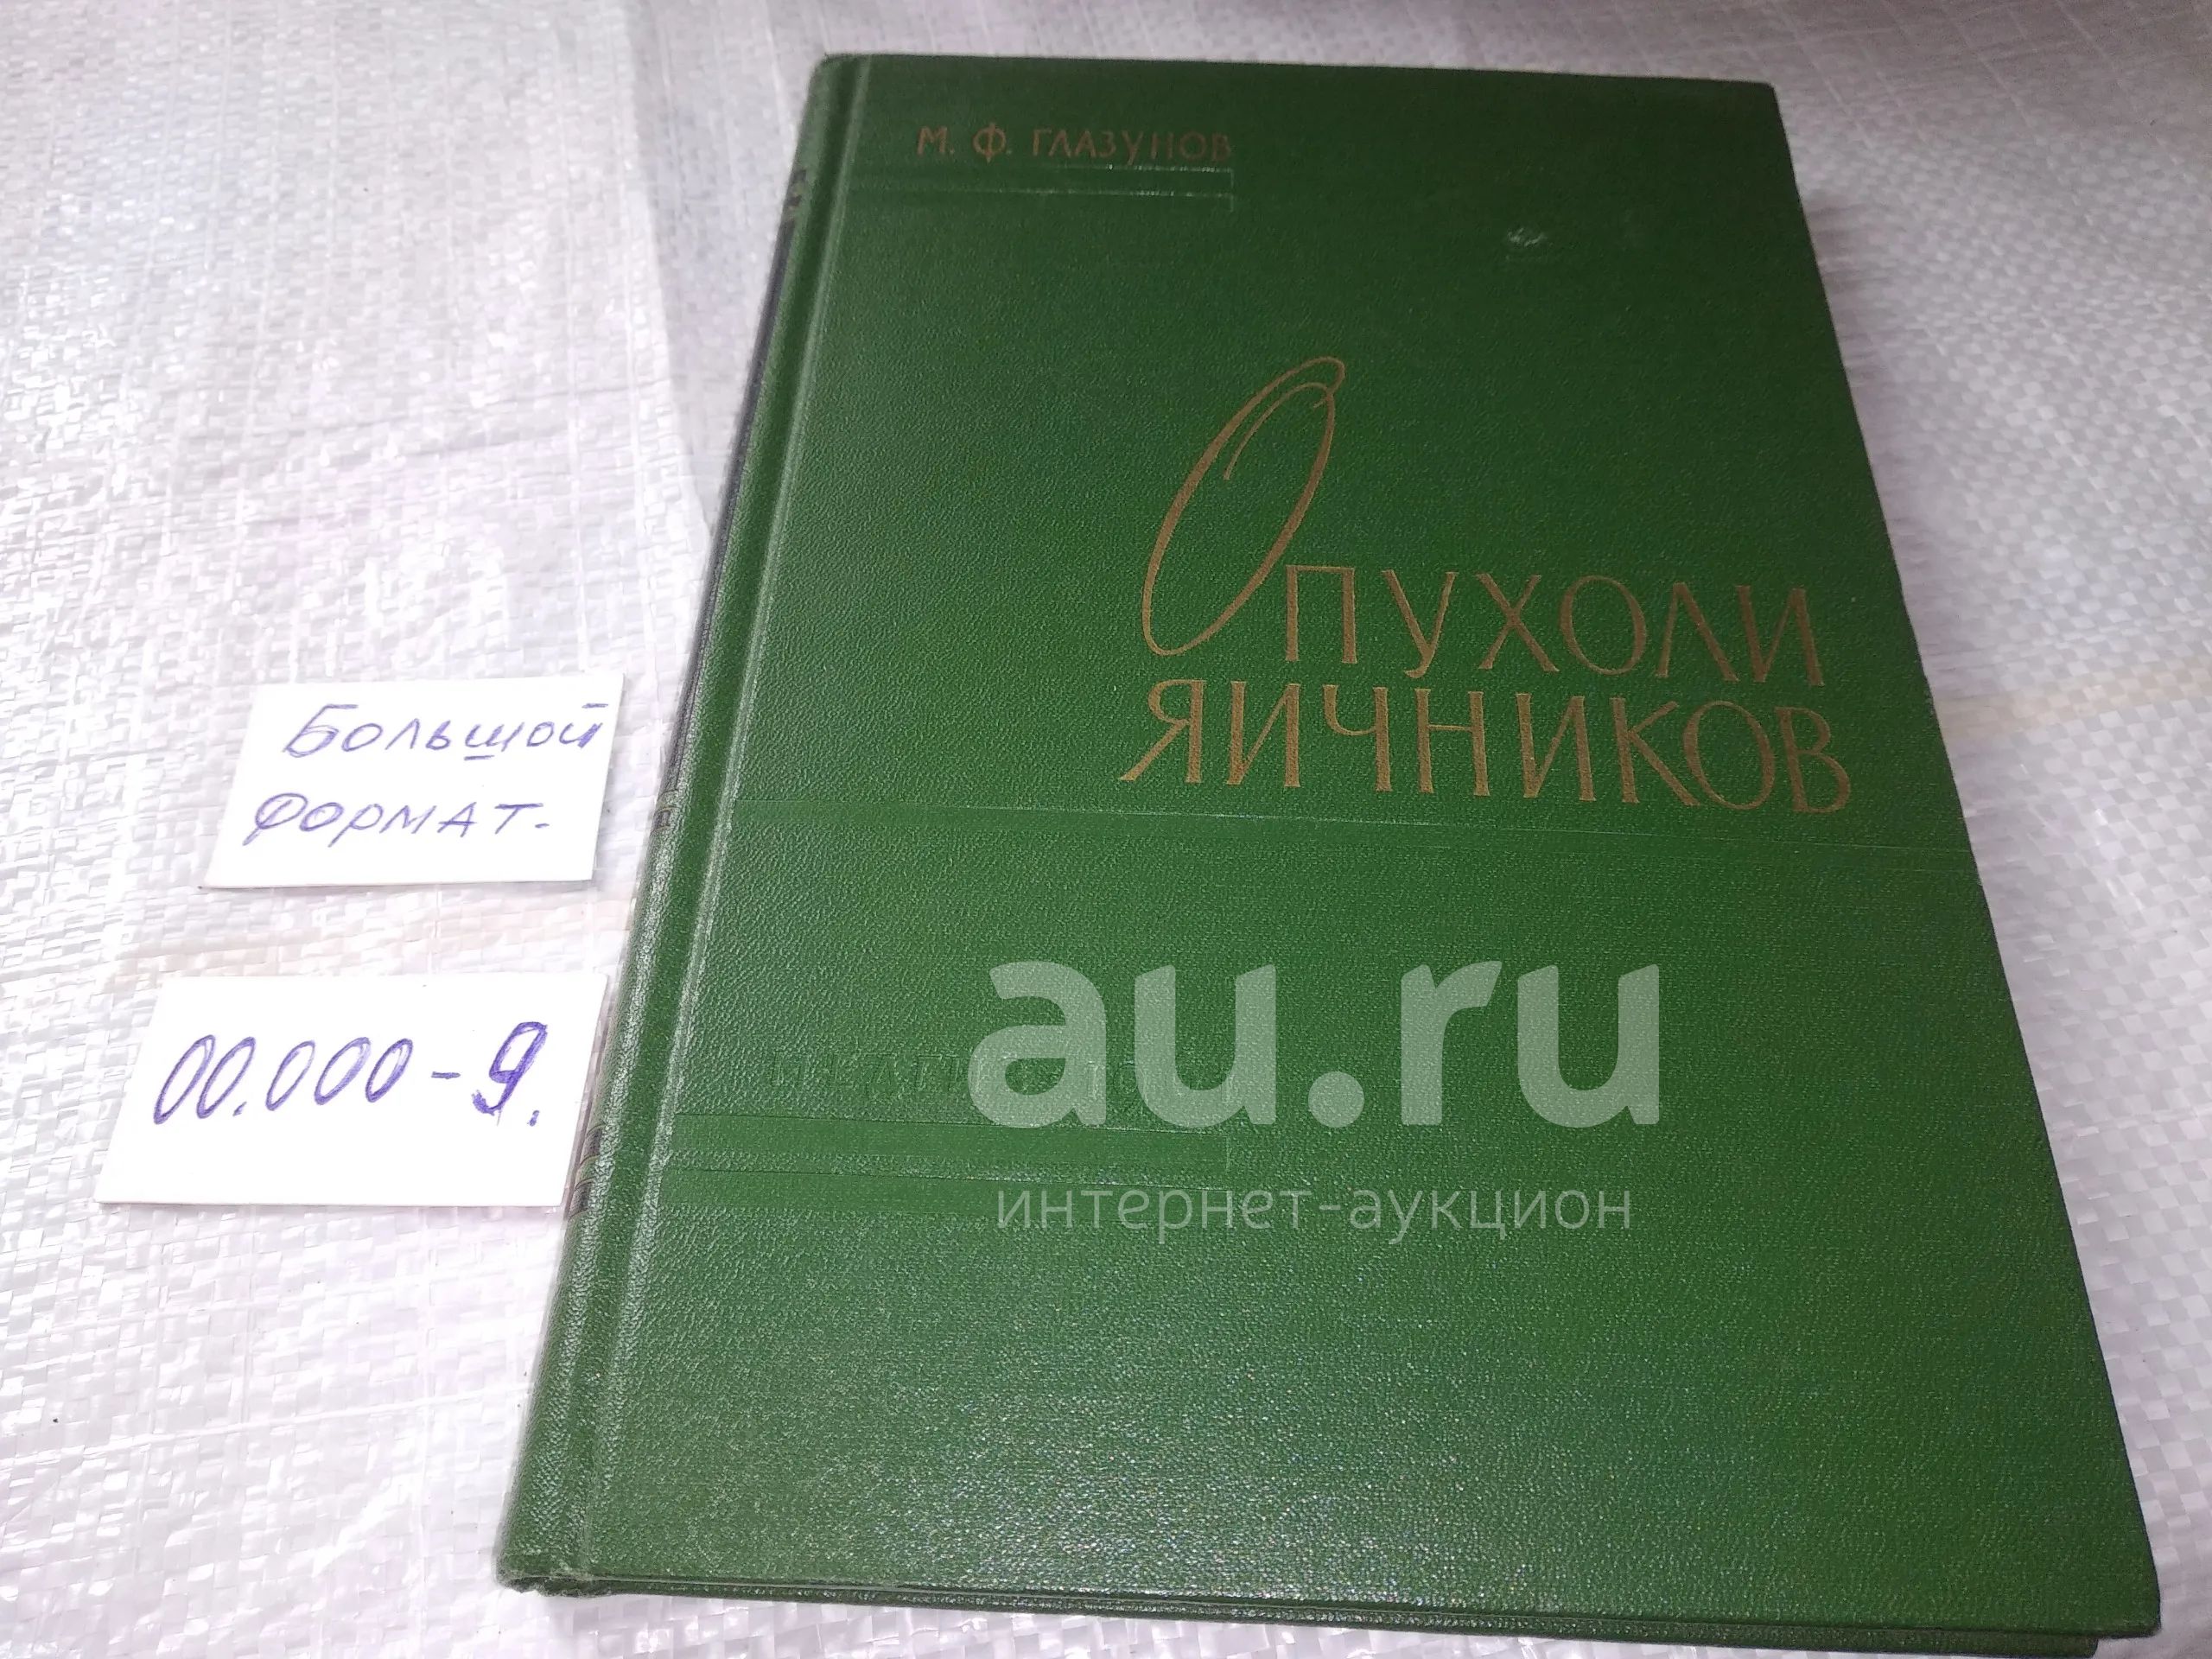 М. Ф. ГЛАЗУНОВ
ОПУХОЛИ
ЯИЧНИКОВ
Большой
формат.
00.000-9.
au.ru
интернет-аукцион